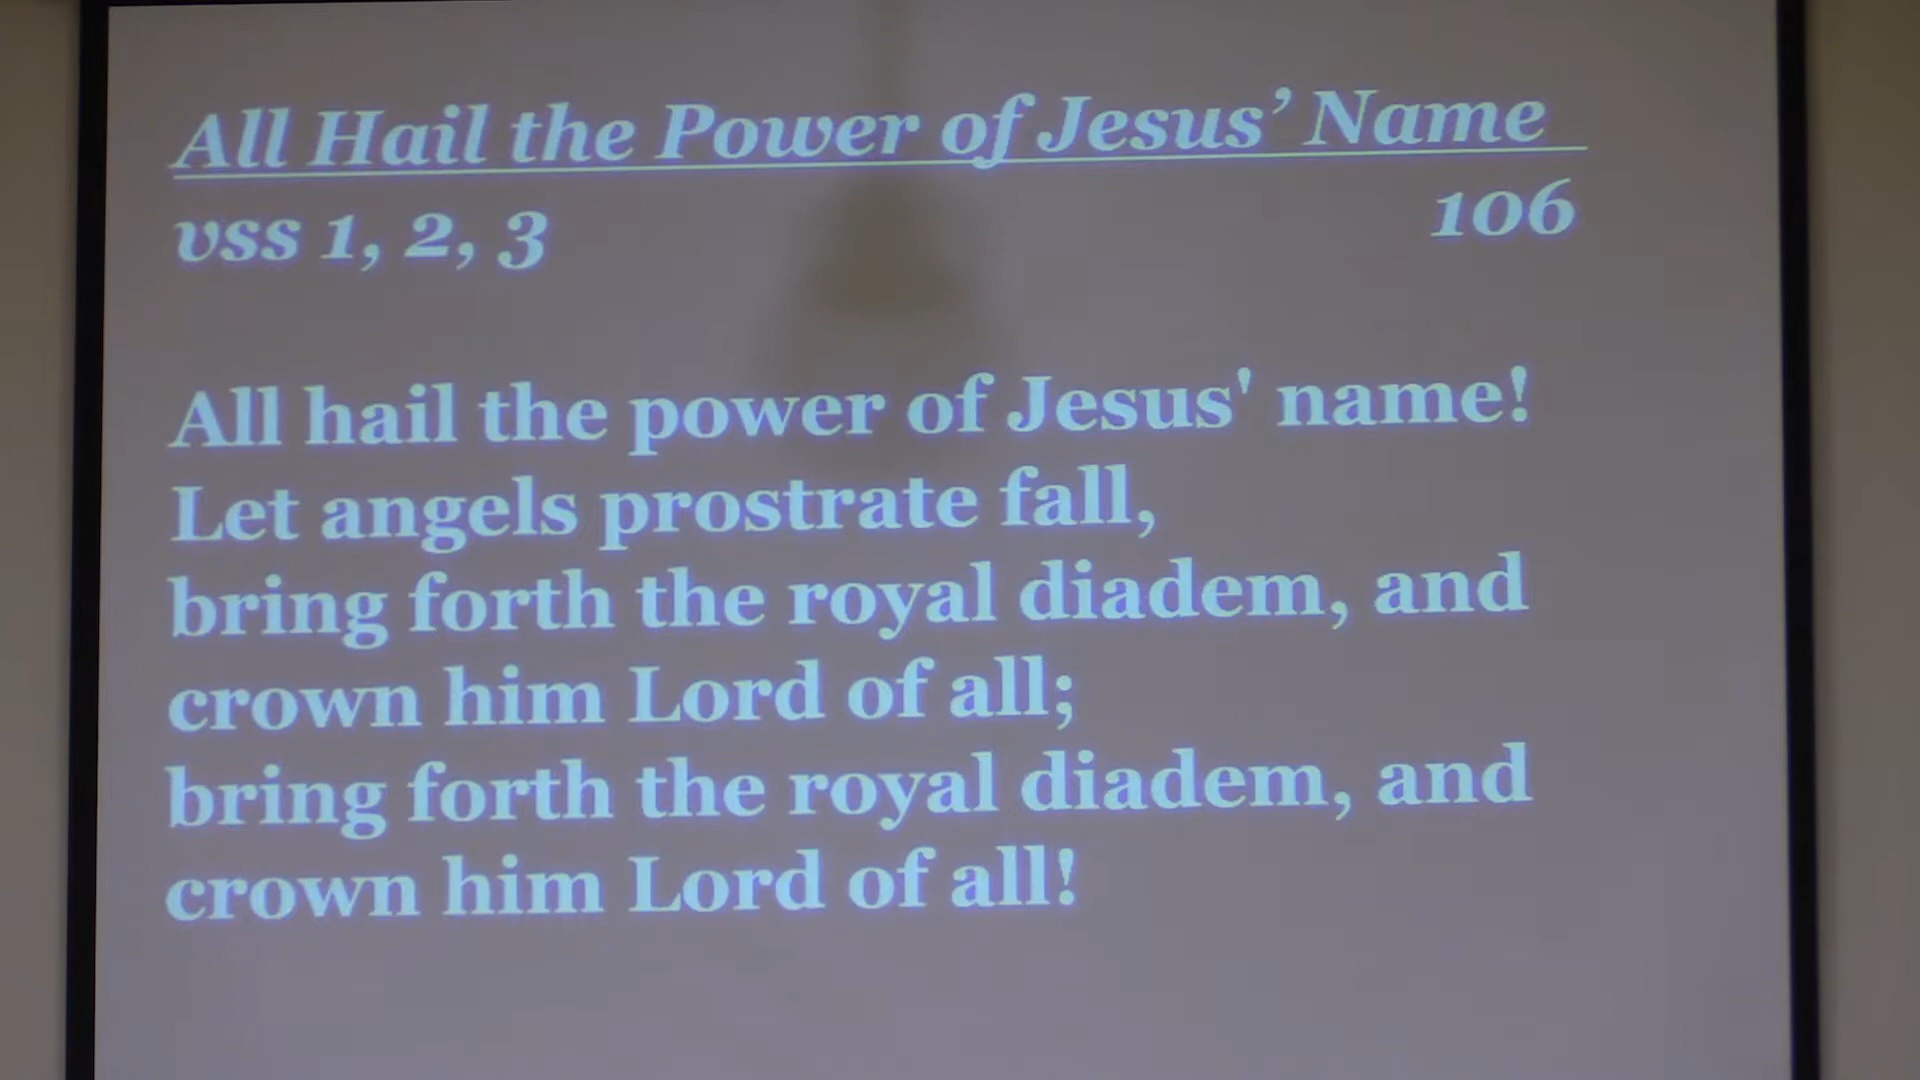 All Hail the Power of Jesus’ Name
vss 1, 2, 3 106
All hail the power of Jesus' name!
Let angels prostrate fall,
bring forth the royal diadem, and
crown him Lord of all;
bring forth the royal diadem, and
crown him Lord of all!